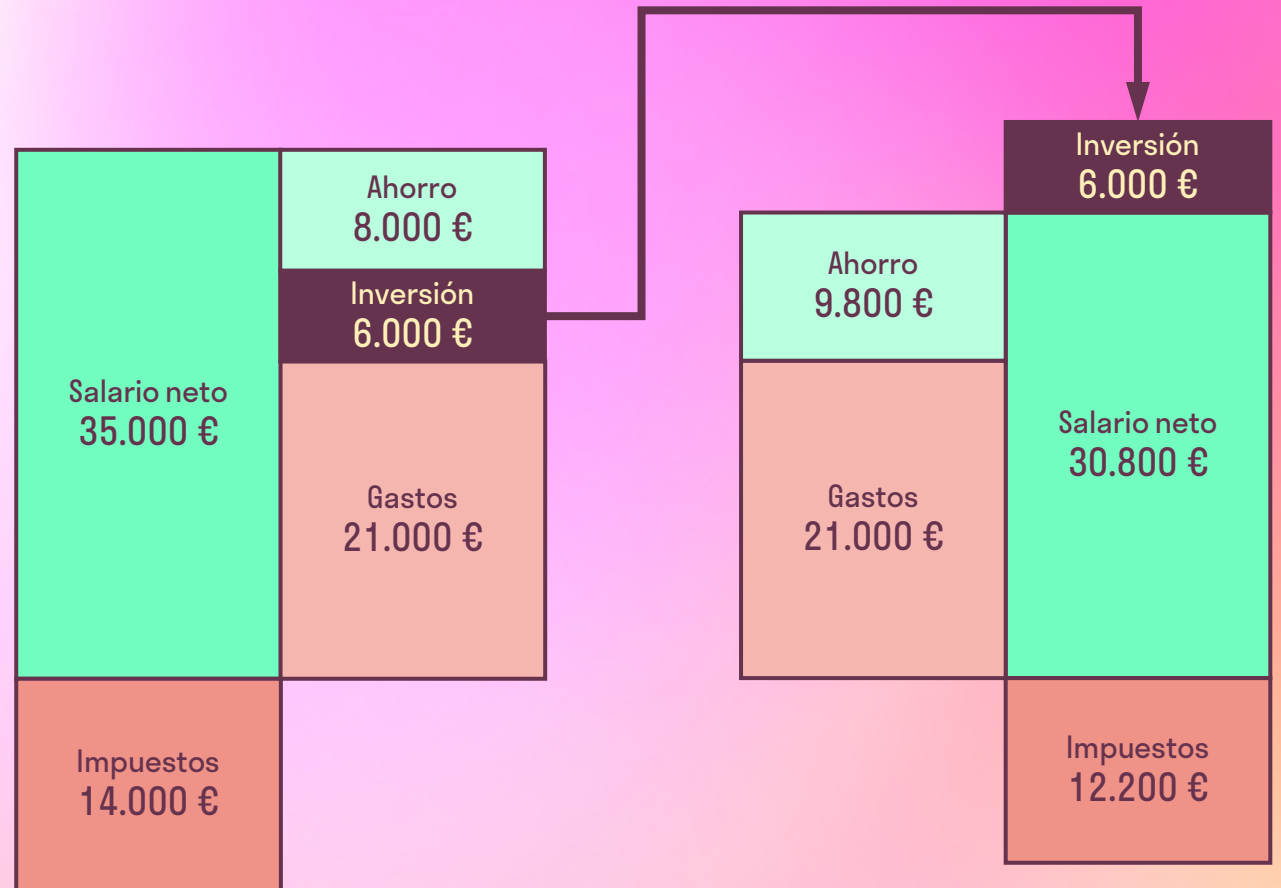 Ahorro
8.000 €
Inversión
6.000 €
Salario neto
35.000 €
Gastos
21.000 €
Impuestos
14.000 €
Inversión
6.000 €
Ahorro
9.800 €
Salario neto
30.800 €
Gastos
21.000 €
Impuestos
12.200 €